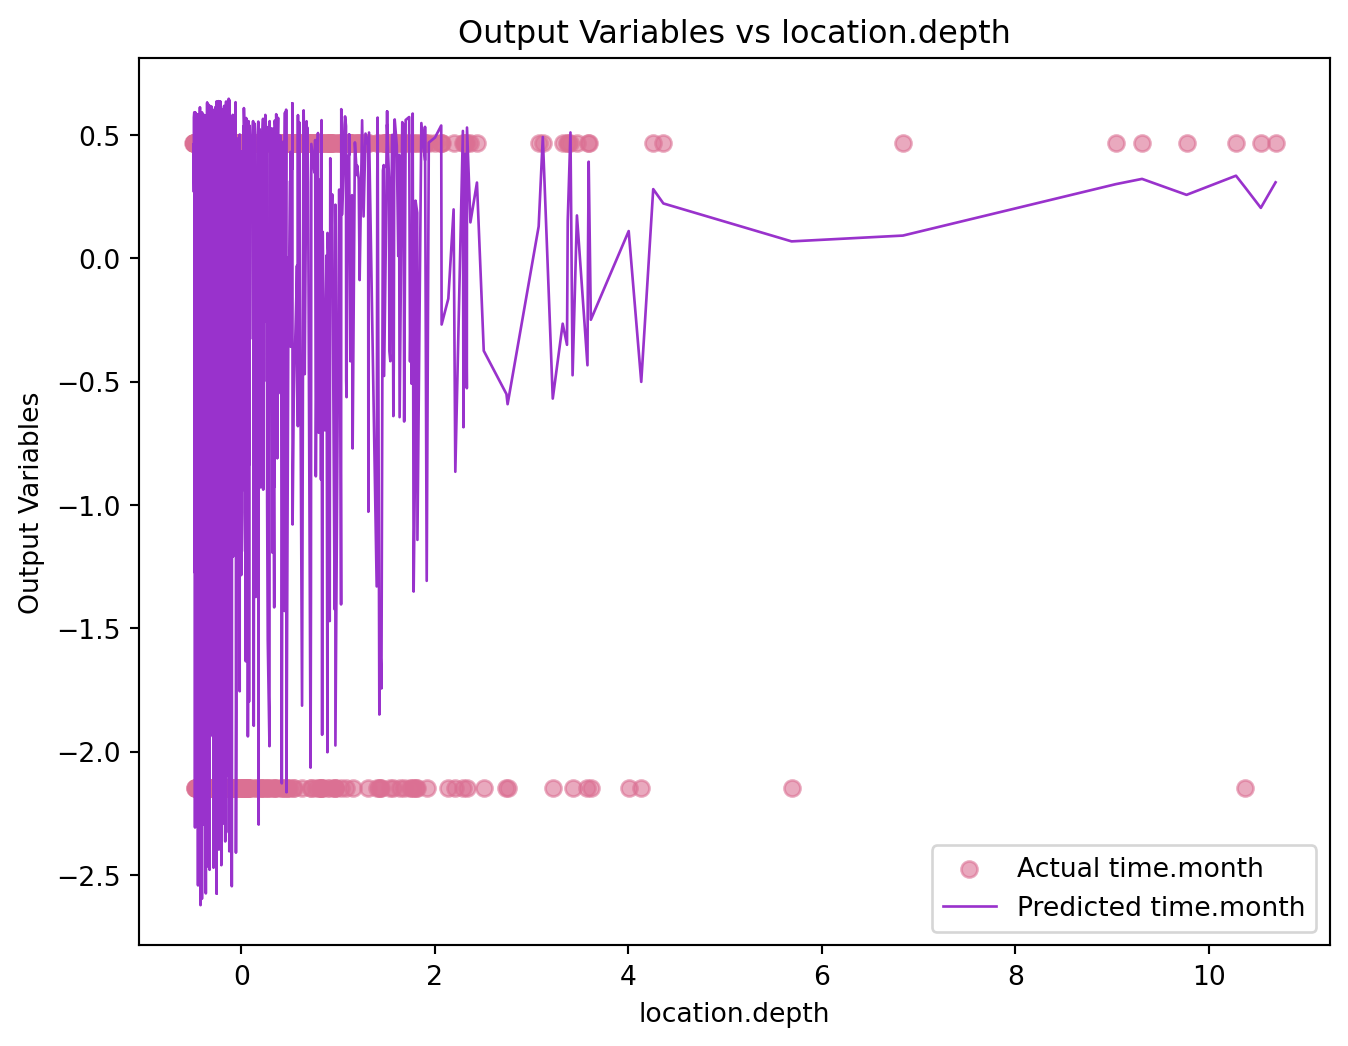 Output Variables vs location.depth
Output Variables
0.5
0.0
−0.5
−1.0
−1.5
−2.0
−2.5
0 2 4 6 8 10
location.depth
Actual time.month
Predicted time.month